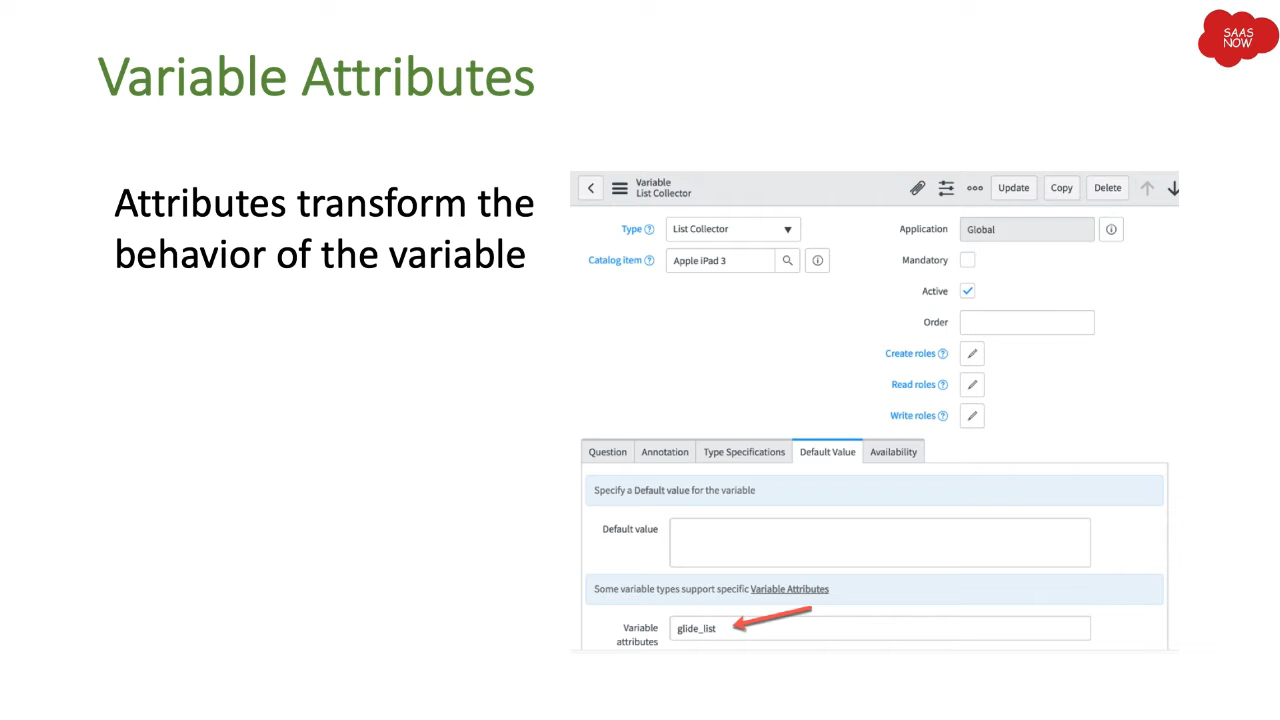 SAAS
NOW
Variable Attributes
Attributes transform the
behavior of the variable
Variable
List Collector
Update
Copy
Delete
Type
List Collector
Application
Global
Catalog item
Apple iPad 3
Mandatory
Active
Order
Create roles
Read roles
Write roles
Question
Annotation
Type Specifications
Default Value
Availability
Specify a Default value for the variable
Default value
Some variable types support specific Variable Attributes
Variable
attributes
glide_list